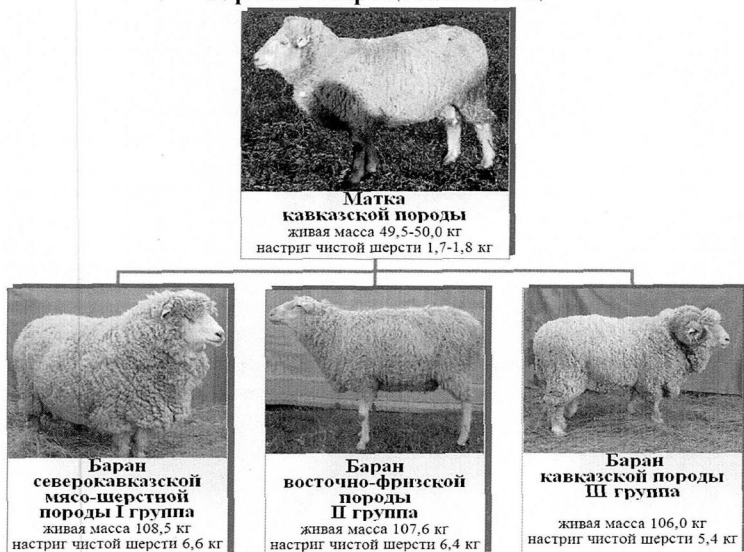 Матка
кавказской породы
живая масса 49,5-50,0 кг
настриг чистой шерсти 1,7-1,8 кг
Баран
северокавказской
мясо-шерстной
породы I группа
живая масса 108,5 кг
настриг чистой шерсти 6,6 кг
Баран
восточно-фризской
породы
II группа
живая масса 107,6 кг
настриг чистой шерсти 6,4 кг
Баран
кавказской породы
III группа
живая масса 106,0 кг
настриг чистой шерсти 5,4 кг